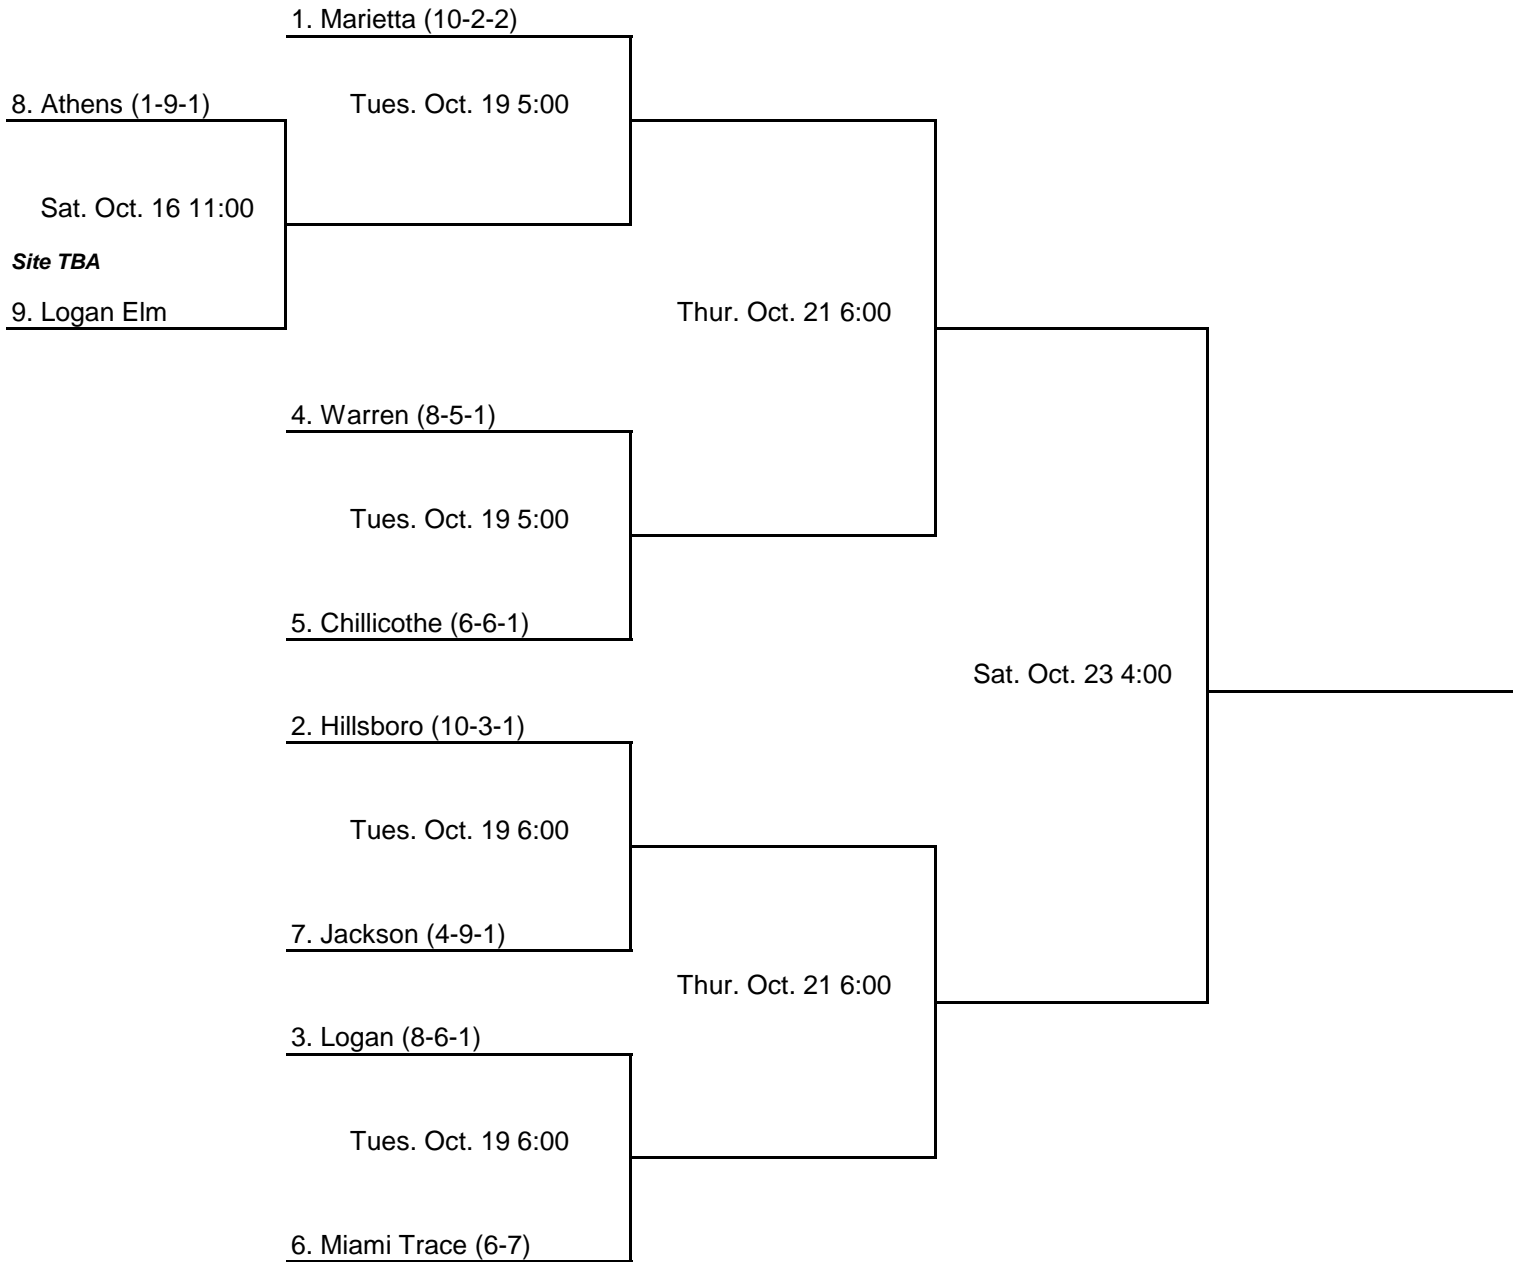 1. Marietta (10-2-2)
8. Athens (1-9-1)
Tues. Oct. 19 5:00
Sat. Oct. 16 11:00
Site TBA
9. Logan Elm
Thur. Oct. 21 6:00
4. Warren (8-5-1)
Tues. Oct. 19 5:00
5. Chillicothe (6-6-1)
Sat. Oct. 23 4:00
2. Hillsboro (10-3-1)
Tues. Oct. 19 6:00
7. Jackson (4-9-1)
Thur. Oct. 21 6:00
3. Logan (8-6-1)
Tues. Oct. 19 6:00
6. Miami Trace (6-7)